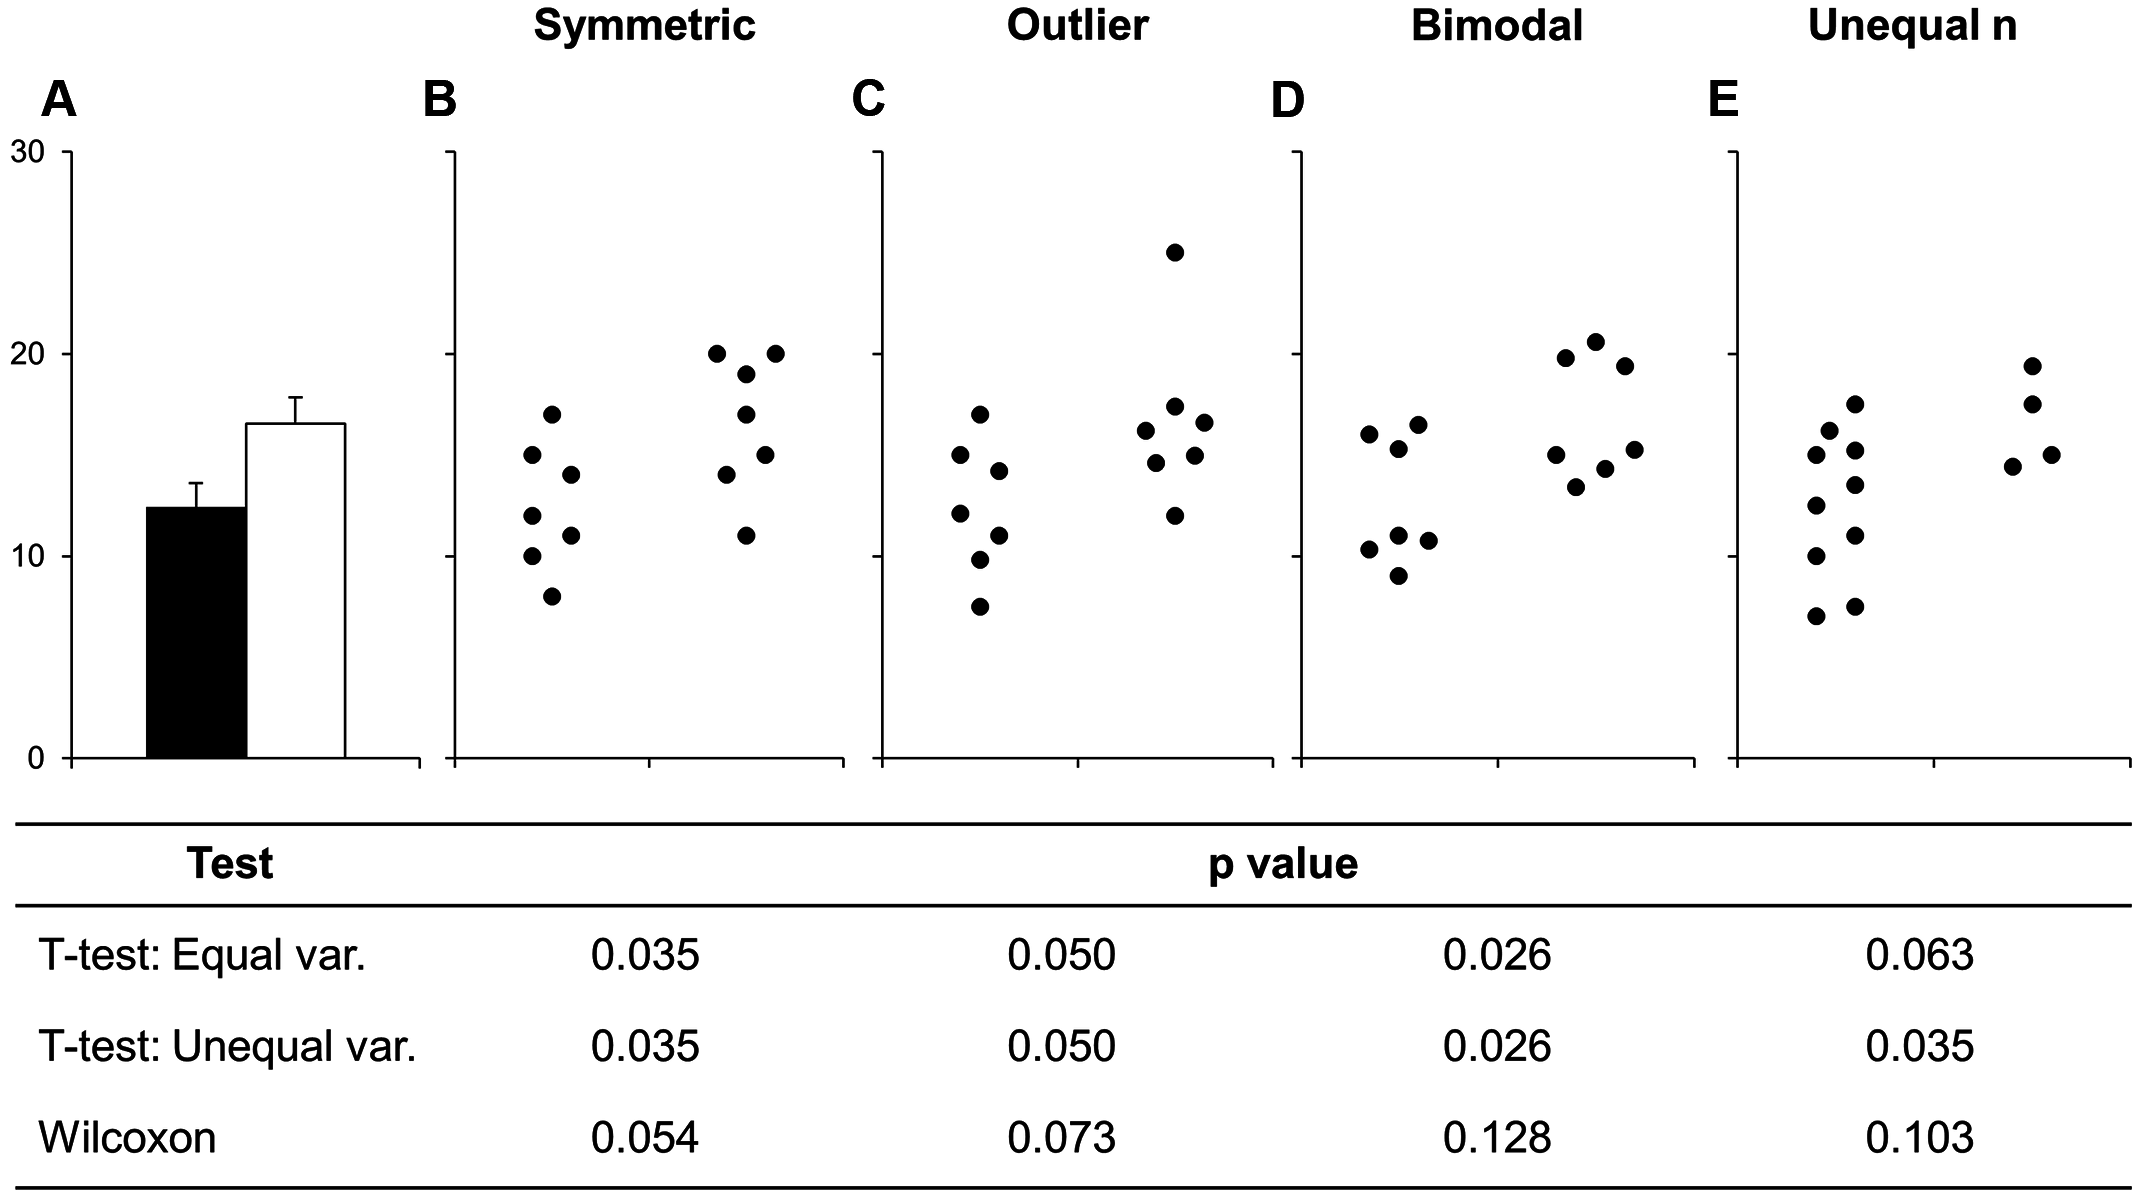 Symmetric Outlier Bimodal Unequal n
A B C D E
30
20
10
0
Test p value
T-test: Equal var. 0.035 0.050 0.026 0.063
T-test: Unequal var. 0.035 0.050 0.026 0.035
Wilcoxon 0.054 0.073 0.128 0.103